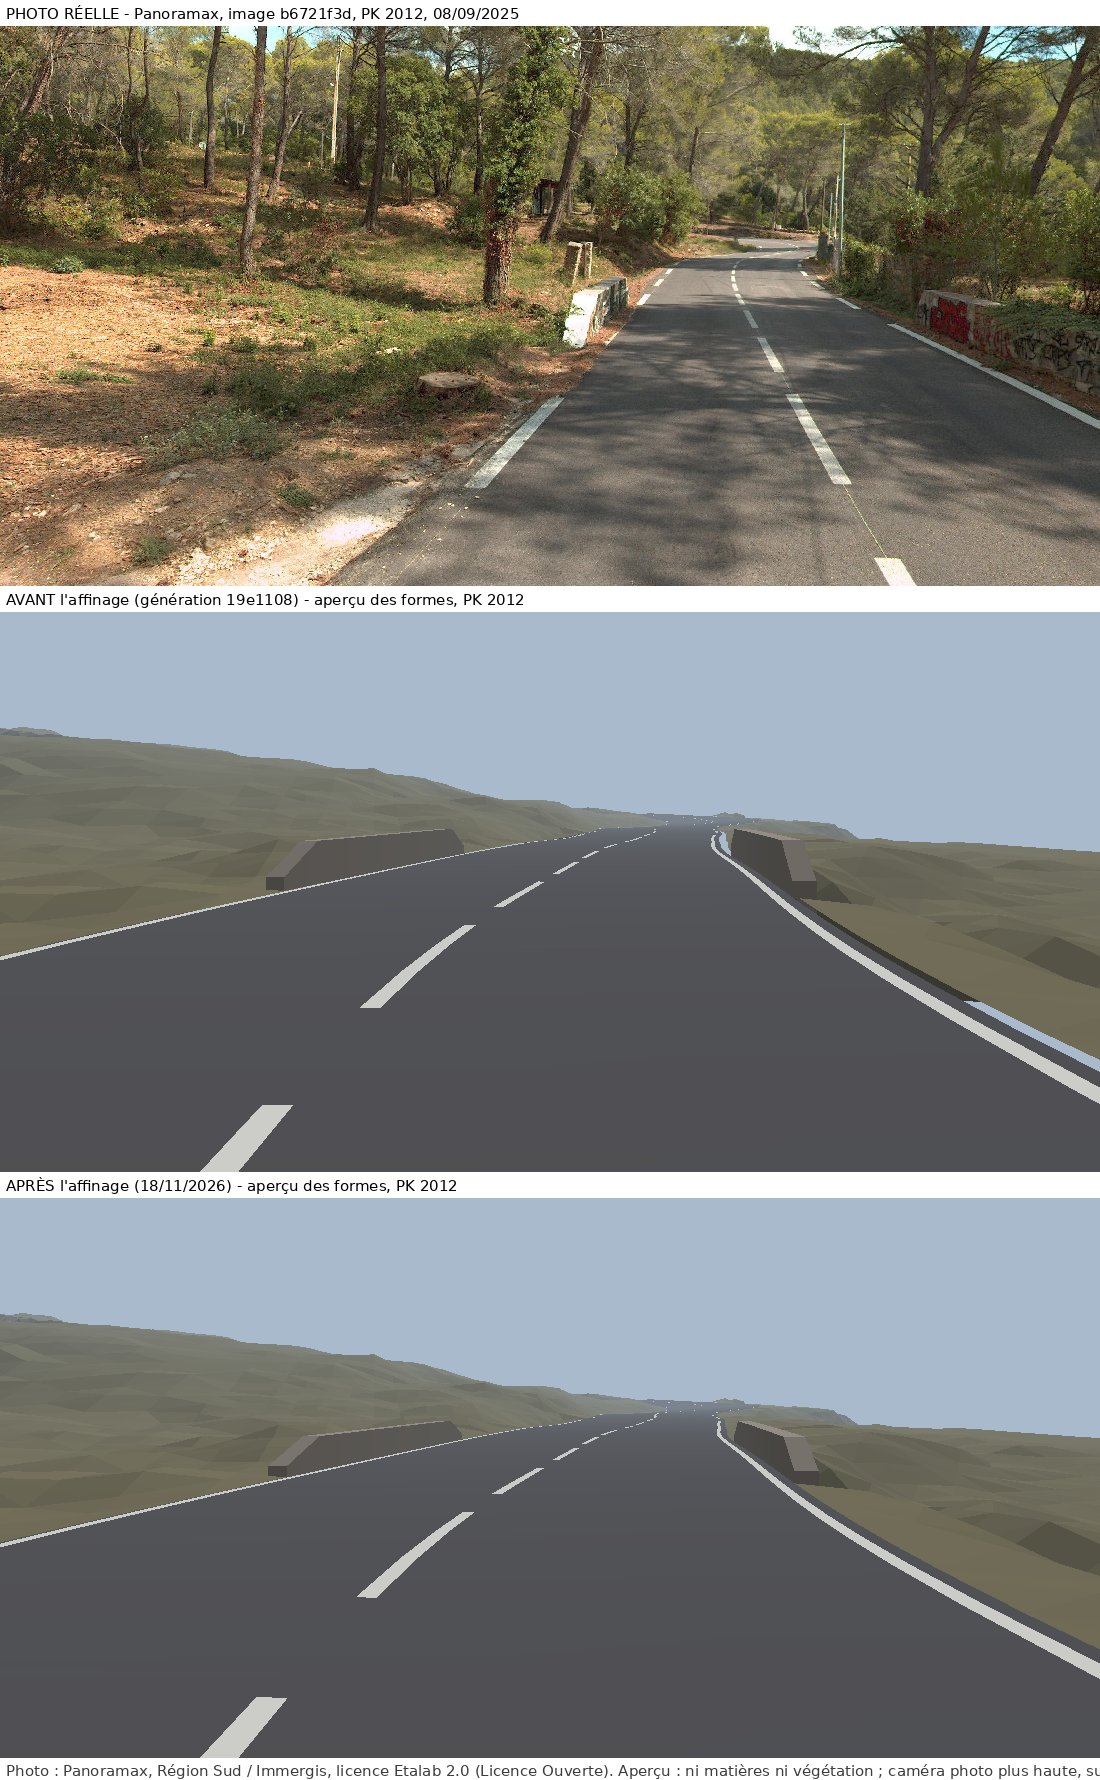 PHOTO RÉELLE - Panoramax, image b6721f3d, PK 2012, 08/09/2025
AVANT l'affinage (génération 19e1108) - aperçu des formes, PK 2012
APRÈS l'affinage (18/11/2026) - aperçu des formes, PK 2012
Photo : Panoramax, Région Sud / Immergis, licence Etalab 2.0 (Licence Ouverte). Aperçu : ni matières ni végétation ; caméra photo plus haute, su